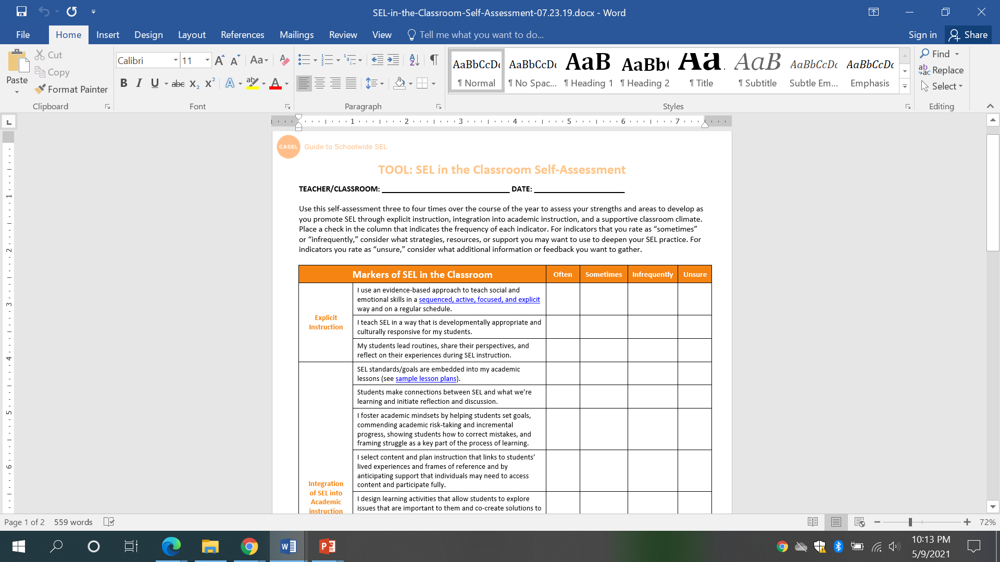 SEL-in-the-Classroom-Self-Assessment-07.23.19.docx - Word
File Home Insert Design Layout References Mailings Review View Tell me what you want to do... Sign in Share
Paste
Cut
Copy
Format Painter
Clipboard
Calibri 11
Font
Paragraph
AaBbCcDc AaBbCcDc AaB AaBb( Aa. AaB AaBbCcDc AaBbCcDc
¶ Normal ¶ No Spac... ¶ Heading 1 ¶ Heading 2 ¶ Title ¶ Subtitle Subtle Em... Emphasis
Styles
Find
Replace
Select
Editing
1 2 3 4 5 6 7
CASEL Guide to Schoolwide SEL
TOOL: SEL in the Classroom Self-Assessment
TEACHER/CLASSROOM: ______________________________ DATE: _____________________
Use this self-assessment three to four times over the course of the year to assess your strengths and areas to develop as
you promote SEL through explicit instruction, integration into academic instruction, and a supportive classroom climate.
Place a check in the column that indicates the frequency of each indicator. For indicators that you rate as “sometimes”
or “infrequently,” consider what strategies, resources, or support you may want to use to deepen your SEL practice. For
indicators you rate as “unsure,” consider what additional information or feedback you want to gather.
Markers of SEL in the Classroom Often Sometimes Infrequently Unsure
Explicit
Instruction
I use an evidence-based approach to teach social and
emotional skills in a sequenced, active, focused, and explicit
way and on a regular schedule.
I teach SEL in a way that is developmentally appropriate and
culturally responsive for my students.
My students lead routines, share their perspectives, and
reflect on their experiences during SEL instruction.
Integration
of SEL into
Academic
instruction
SEL standards/goals are embedded into my academic
lessons (see sample lesson plans).
Students make connections between SEL and what we’re
learning and initiate reflection and discussion.
I foster academic mindsets by helping students set goals,
commending academic risk-taking and incremental
progress, showing students how to correct mistakes, and
framing struggle as a key part of the process of learning.
I select content and plan instruction that links to students’
lived experiences and frames of reference and by
anticipating support that individuals may need to access
content and participate fully.
I design learning activities that allow students to explore
issues that are important to them and co-create solutions to
Page 1 of 2 559 words 72%
10:13 PM
5/9/2021